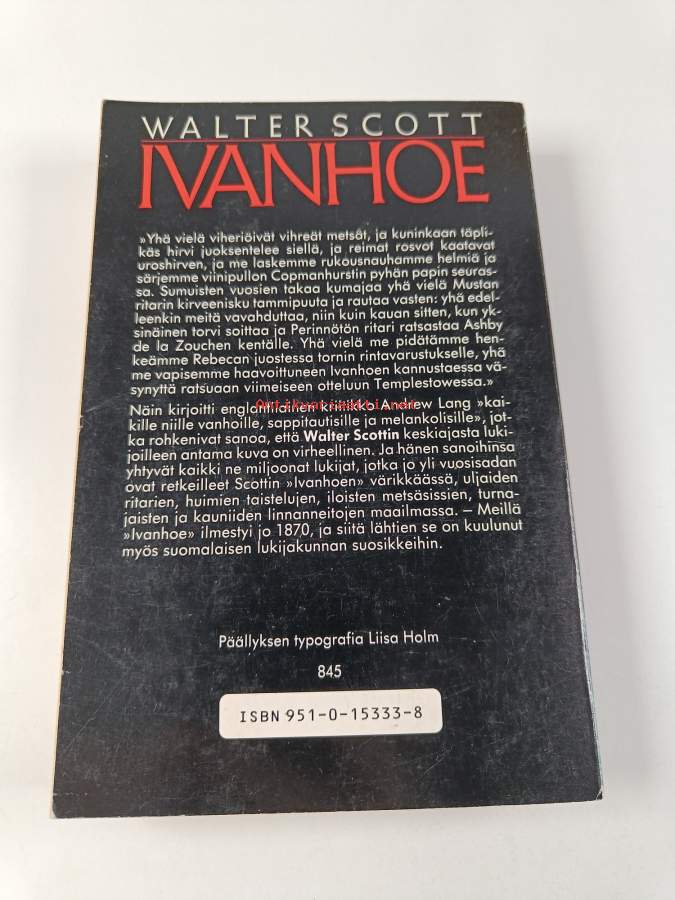 WALTER SCOTT
IVANHOE
»Yhä vielä viheriöivät vihreät metsät, ja kuninkaan täpli-
käs hirvi juoksentelee siellä, ja reimat rosvot kaatavat
uroshirven, ja me laskemme rukousnauhamme helmiä ja
särjemme viinipullon Copmanhurstin pyhän papin seuras-
sa. Sumuisten vuosien takaa kumajaa yhä vielä Mustan
ritarin kirveenisku tammipuuta ja rautaa vasten: yhä edel-
leenkin meitä vavahduttaa, niin kuin kauan sitten, kun yk-
sinäinen torvi soittaa ja Perinnötön ritari ratsastaa Ashby
de la Zouchen kentälle. Yhä vielä me pidätämme hen-
keämme Rebecan juostessa tornin rintavarustukselle, yhä
me vapisemme haavoittuneen Ivanhoen kannustaessa vä-
synyttä ratsuaan viimeiseen otteluun Templestowessa.»
Näin kirjoitti englantilainen kriitikko Andrew Lang »kai-
kille niille vanhoille, sappitautisille ja melankolisille», jot-
ka rohkenivat sanoa, että Walter Scottin keskiajasta luki-
joilleen antama kuva on virheellinen. Ja hänen sanoihinsa
yhtyvät kaikki ne miljoonat lukijat, jotka jo yli vuosisadan
ovat retkeilleet Scottin »Ivanhoen» värikkäässä, uljaiden
ritarien, huimien taistelujen, iloisten metsäsissien, turna-
jaisten ja kauniiden linnanneitojen maailmassa. – Meillä
»Ivanhoe» ilmestyi jo 1870, ja siitä lähtien se on kuulunut
myös suomalaisen lukijakunnan suosikkeihin.
Päällyksen typografia Liisa Holm
845
ISBN 951-0-15333-8